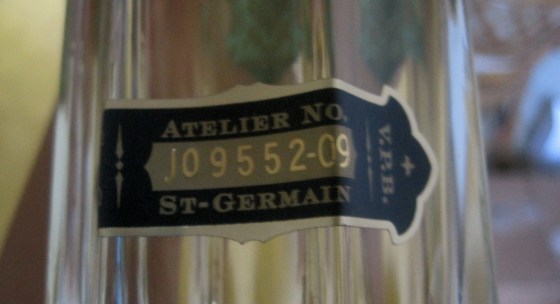 ATELIER NO.
J09552-09
ST-GERMAIN
V.P.B.